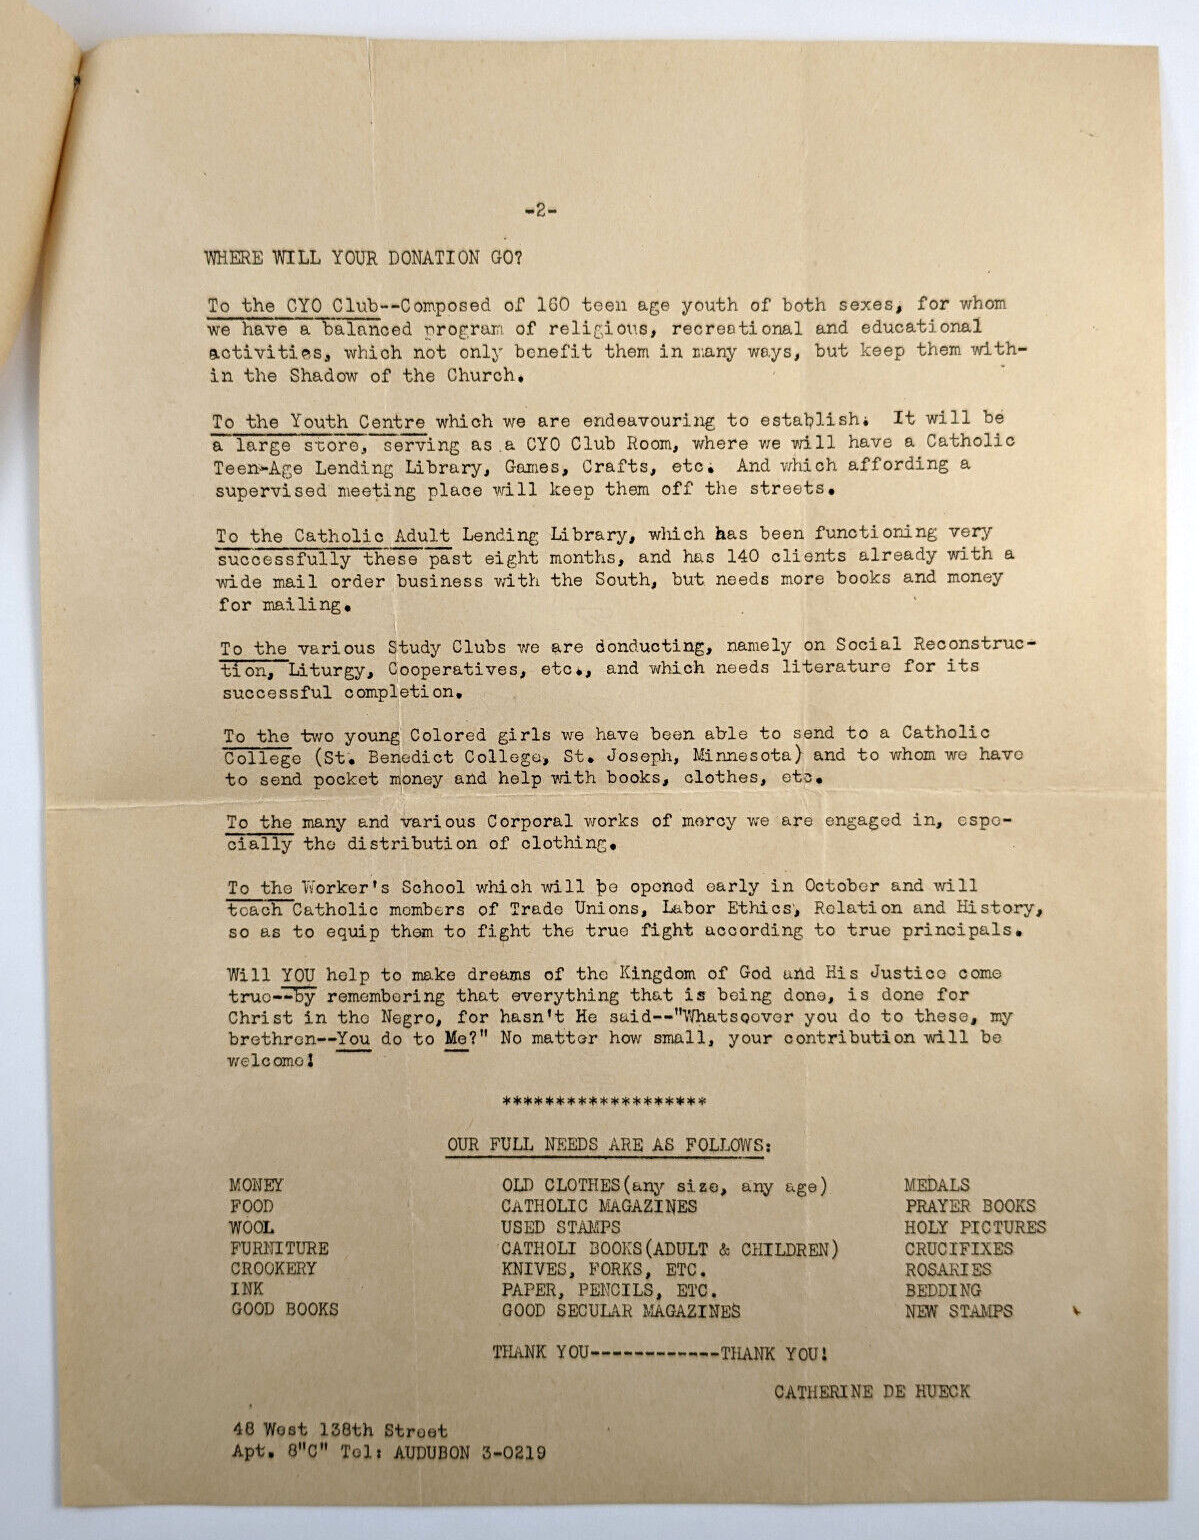 -2-
WHERE WILL YOUR DONATION GO?
To the CYO Club--Composed of 160 teen age youth of both sexes, for whom
we have a balanced program of religious, recreational and educational
activities, which not only benefit them in many ways, but keep them with-
in the Shadow of the Church.
To the Youth Centre which we are endeavouring to establish. It will be
a large store, serving as a CYO Club Room, where we will have a Catholic
Teen-Age Lending Library, Games, Crafts, etc. And which affording a
supervised meeting place will keep them off the streets.
To the Catholic Adult Lending Library, which has been functioning very
successfully these past eight months, and has 140 clients already with a
wide mail order business with the South, but needs more books and money
for mailing.
To the various Study Clubs we are donducting, namely on Social Reconstruc-
tion, Liturgy, Cooperatives, etc., and which needs literature for its
successful completion.
To the two young Colored girls we have been able to send to a Catholic
College (St. Benedict College, St. Joseph, Minnesota) and to whom we have
to send pocket money and help with books, clothes, etc.
To the many and various Corporal works of mercy we are engaged in, espe-
cially the distribution of clothing.
To the Worker's School which will be opened early in October and will
teach Catholic members of Trade Unions, Labor Ethics, Relation and History,
so as to equip them to fight the true fight according to true principals.
Will YOU help to make dreams of the Kingdom of God and His Justice come
true--by remembering that everything that is being done, is done for
Christ in the Negro, for hasn't He said--"Whatsoever you do to these, my
brethren--You do to Me?" No matter how small, your contribution will be
welcome!
*******************
OUR FULL NEEDS ARE AS FOLLOWS:
MONEY OLD CLOTHES(any size, any age) MEDALS
FOOD CATHOLIC MAGAZINES PRAYER BOOKS
WOOL USED STAMPS HOLY PICTURES
FURNITURE CATHOLI BOOKS(ADULT & CHILDREN) CRUCIFIXES
CROOKERY KNIVES, FORKS, ETC. ROSARIES
INK PAPER, PENCILS, ETC. BEDDING
GOOD BOOKS GOOD SECULAR MAGAZINES NEW STAMPS
THANK YOU------------THANK YOU!
CATHERINE DE HUECK
48 West 138th Street
Apt. 8"C" Tel: AUDUBON 3-0219